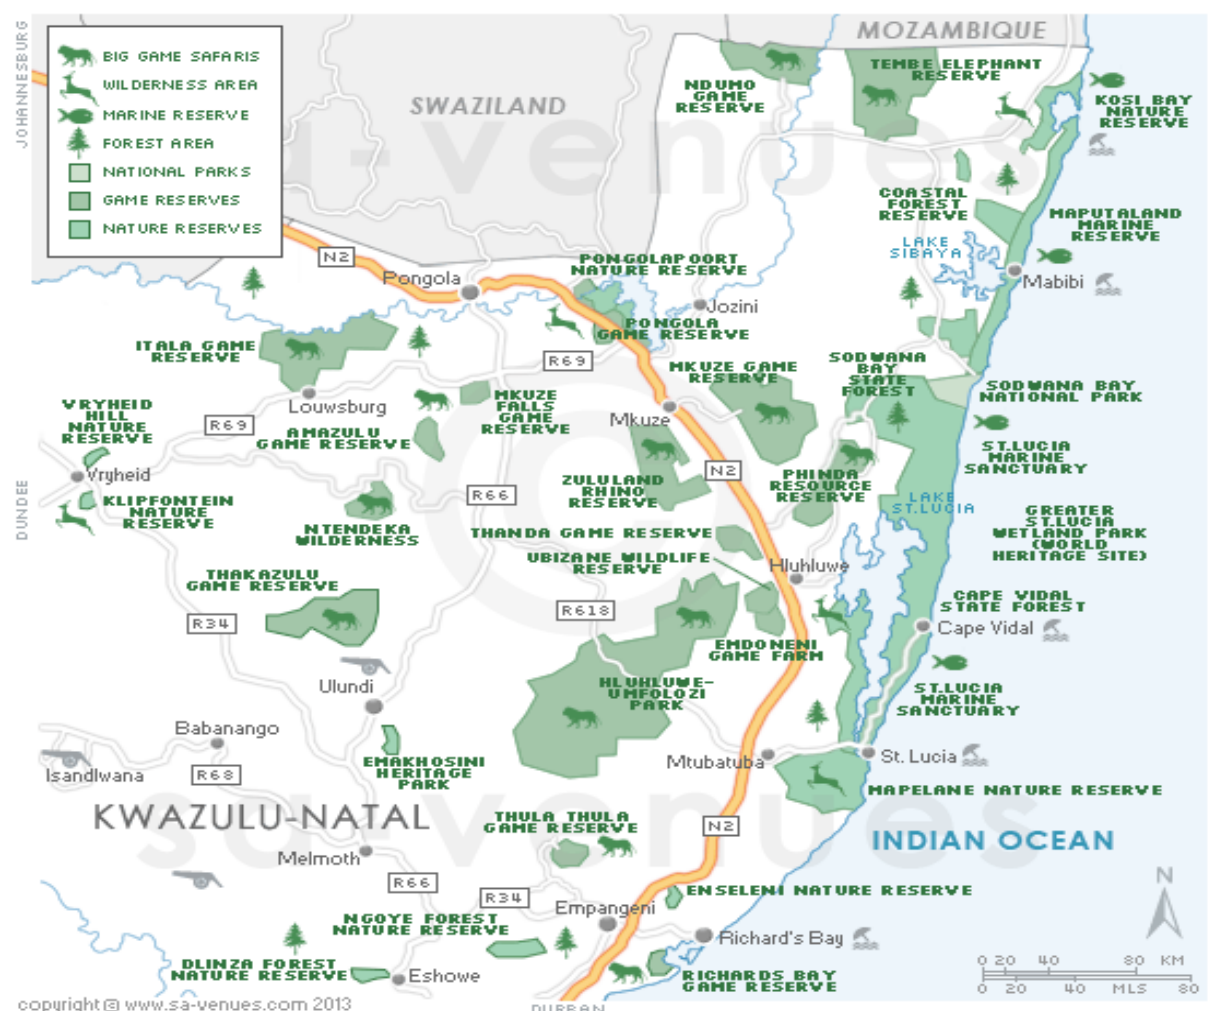 JOHANNESBURG
BIG GAME SAFARIS
WILDERNESS AREA
MARINE RESERVE
FOREST AREA
NATIONAL PARKS
GAME RESERVES
NATURE RESERVES
MOZAMBIQUE
SWAZILAND
NDUMO
GAME
RESERVE
TEMBE ELEPHANT
RESERVE
KOSI BAY
NATURE
RESERVE
su-venues
COASTAL
FOREST
RESERVE
MAPUTALAND
MARINE
RESERVE
LAKE
SIBAYA
Mabibi
N2
Pongola
PONGOLAPOORT
NATURE RESERVE
Jozini
PONGOLA
GAME RESERVE
ITALA GAME
RESERVE
R69
MKUZE GAME
RESERVE
SODWANA
BAY
STATE
FOREST
SODWANA BAY
NATIONAL PARK
Louwsburg
MKUZE
FALLS
GAME
RESERVE
Mkuze
VRYHEID
HILL
NATURE
RESERVE
R69
AMAZULU
GAME RESERVE
ST.LUCIA
MARINE
SANCTUARY
Vryheid
N2
ZULULAND
RHINO
RESERVE
PHINDA
RESOURCE
RESERVE
KLIPFONTEIN
NATURE
RESERVE
R66
LAKE
ST.LUCIA
DUNDEE
NTENDEKA
WILDERNESS
THANDA GAME RESERVE
GREATER
ST.LUCIA
WETLAND PARK
(WORLD
HERITAGE SITE)
UBIZANE WILDLIFE
RESERVE
Hluhluwe
THAKAZULU
GAME RESERVE
CAPE VIDAL
STATE FOREST
R34
R618
Cape Vidal
EMDONENI
GAME FARM
Ulundi
HLUHLUWE-
UMFOLOZI
PARK
ST.LUCIA
MARINE
SANCTUARY
Babanango
Isandlwana
R68
EMAKHOSINI
HERITAGE
PARK
Mtubatuba
St. Lucia
MAPELANE NATURE RESERVE
KWAZULU-NATAL
su-venues
THULA THULA
GAME RESERVE
N2
INDIAN OCEAN
Melmoth
R66
R34
ENSELENI NATURE RESERVE
N
NGOYE FOREST
NATURE RESERVE
Empangeni
Richard's Bay
DLINZA FOREST
NATURE RESERVE
Eshowe
RICHARDS BAY
GAME RESERVE
0 20 40 80 KM
0 20 40 MLS 80
copyright © www.sa-venues.com 2013
DURBAN